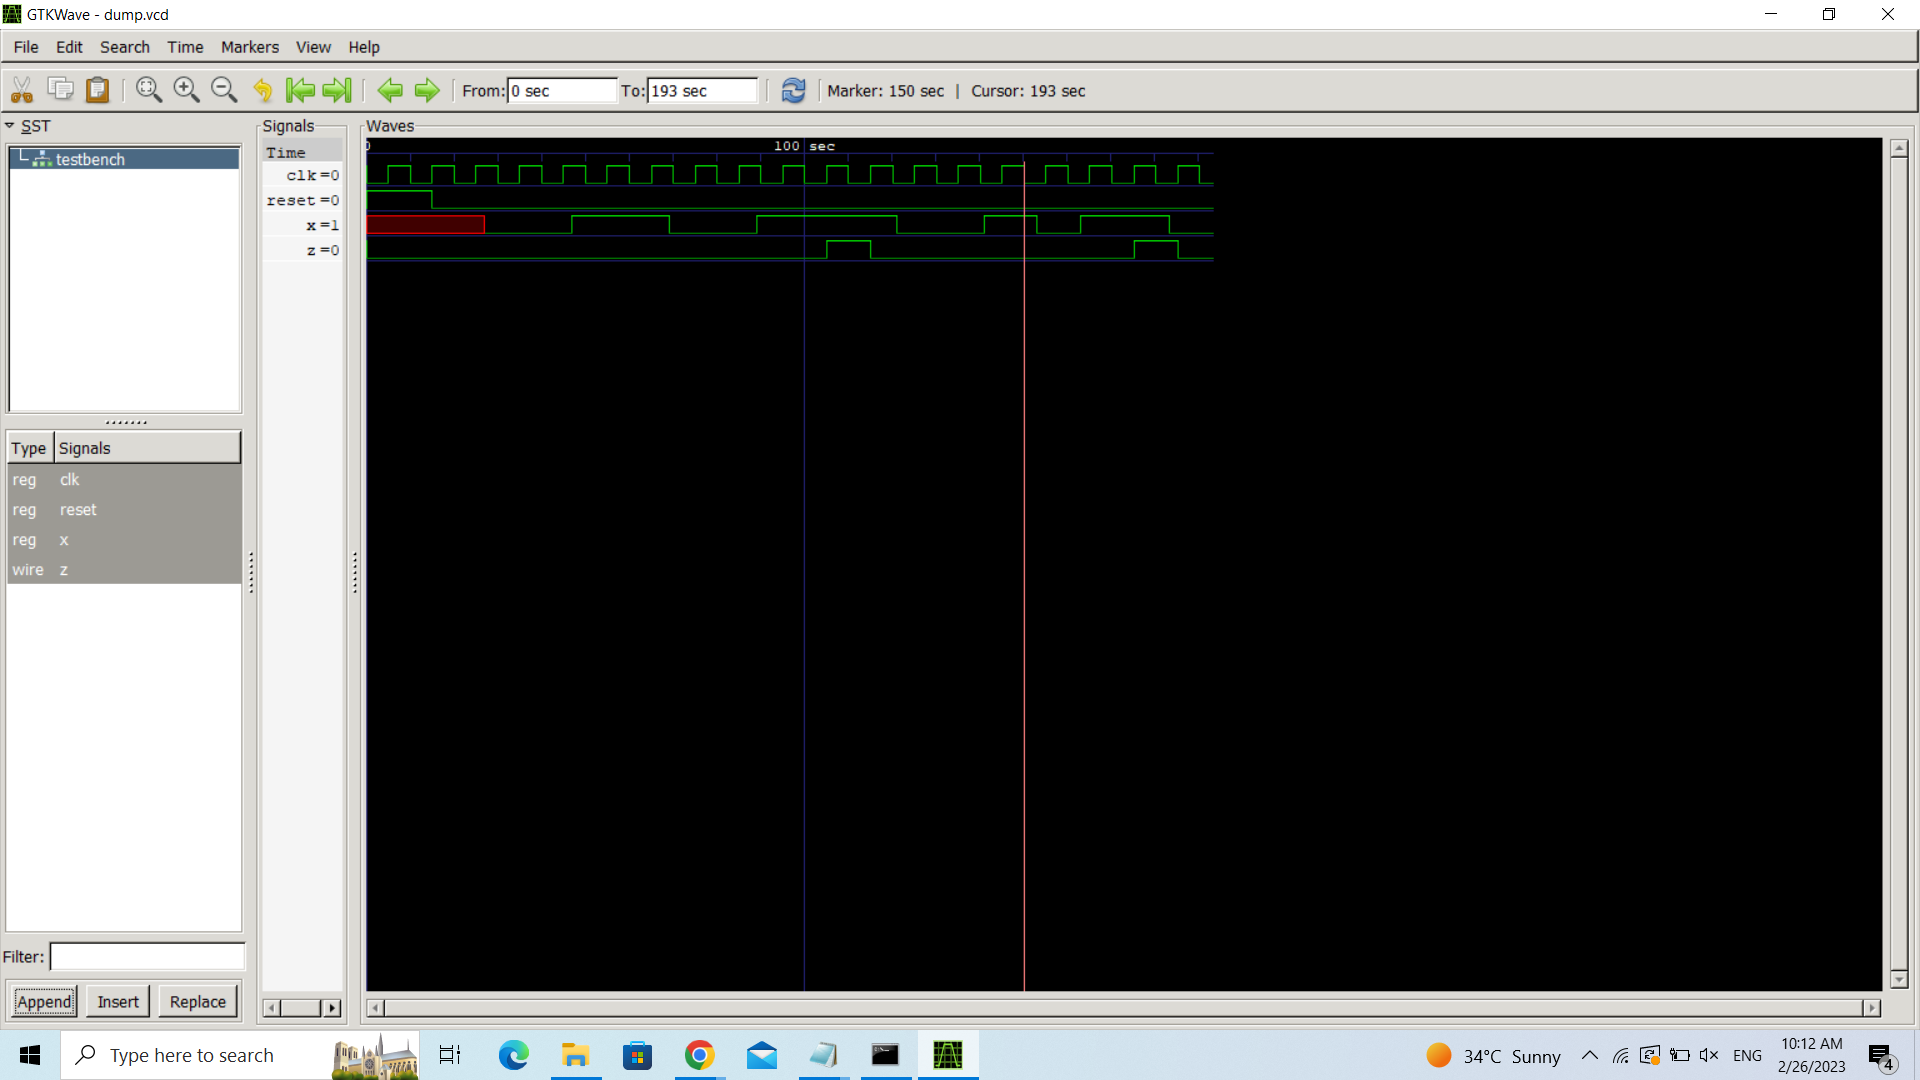 GTKWave - dump.vcd
File Edit Search Time Markers View Help
From: 0 sec To: 193 sec Marker: 150 sec | Cursor: 193 sec
SST
testbench
Type Signals
reg clk
reg reset
reg x
wire z
Filter:
Append Insert Replace
Signals
Time
clk=0
reset=0
x=1
z=0
Waves
0 100 sec
Type here to search
34°C Sunny
ENG
10:12 AM
2/26/2023
4